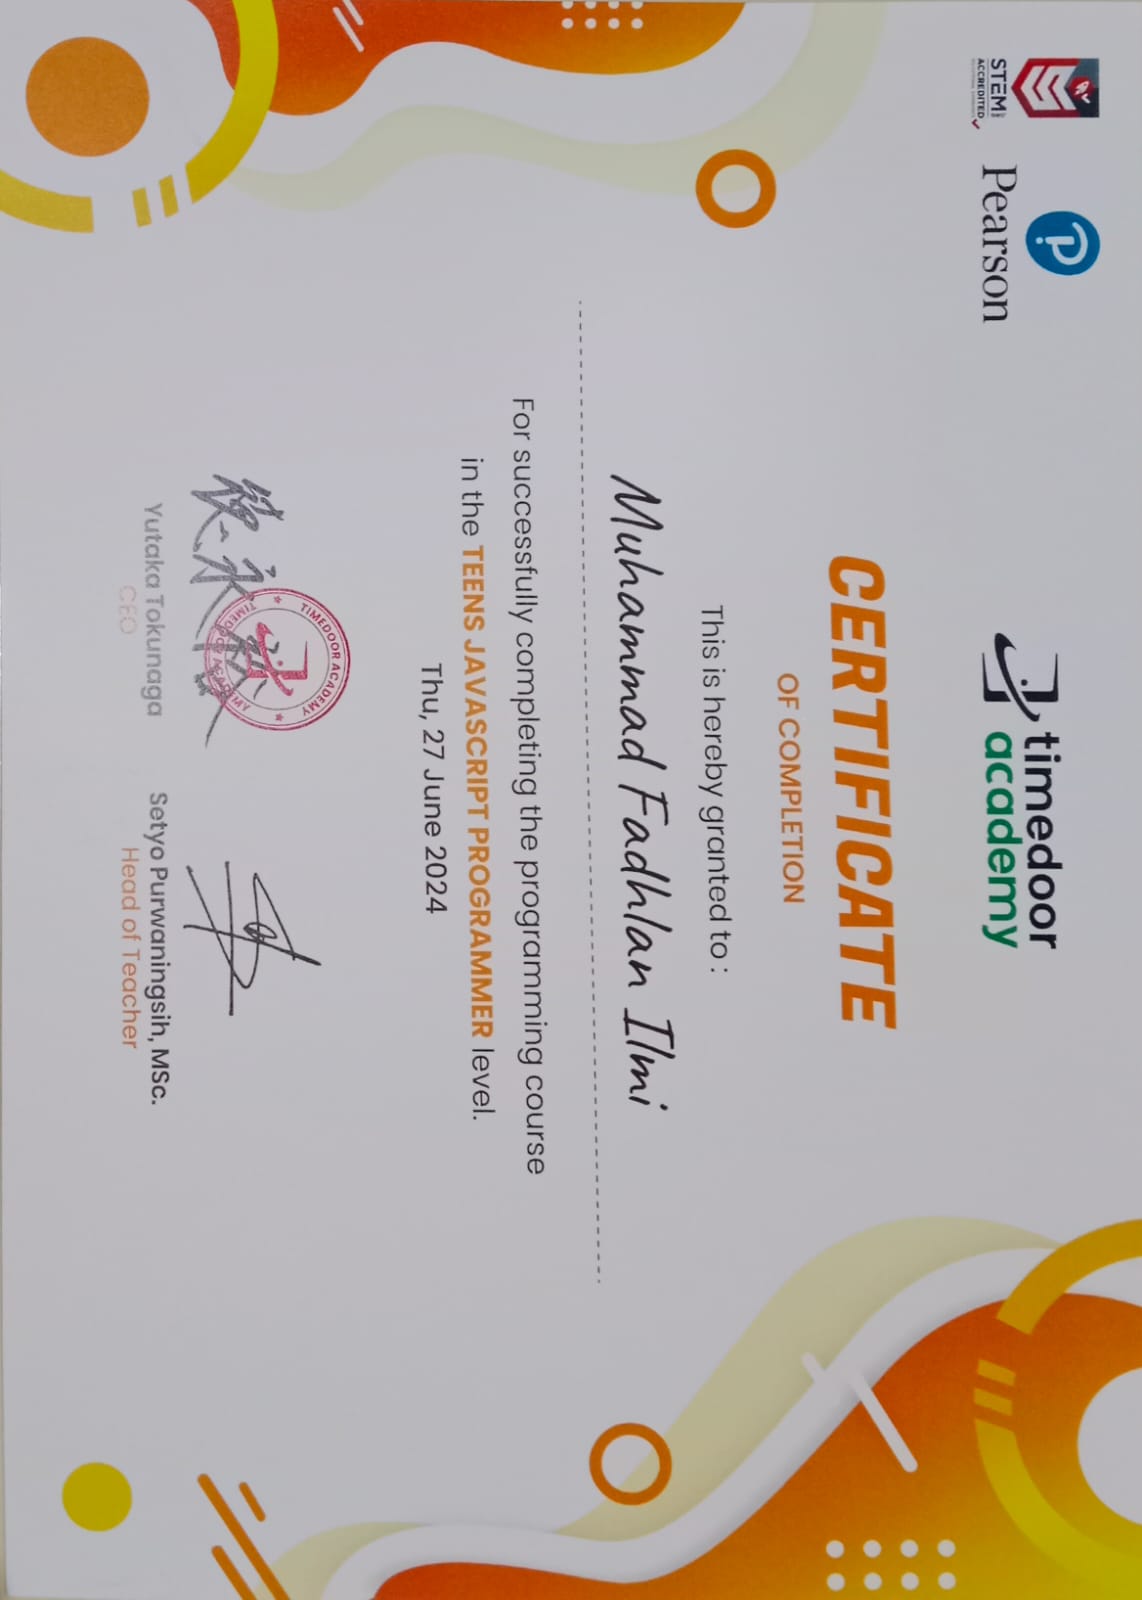 STEM
ACCREDITED
Pearson
timedoor
academy
CERTIFICATE
OF COMPLETION
This is hereby granted to :
Muhammad Fadhlan Ilmi
For successfully completing the programming course
in the TEENS JAVASCRIPT PROGRAMMER level.
Thu, 27 June 2024
TIMEDOOR ACADEMY
TIMEDOOR ACADEMY
Yutaka Tokunaga
CEO
Setyo Purwaningsih, MSc.
Head of Teacher